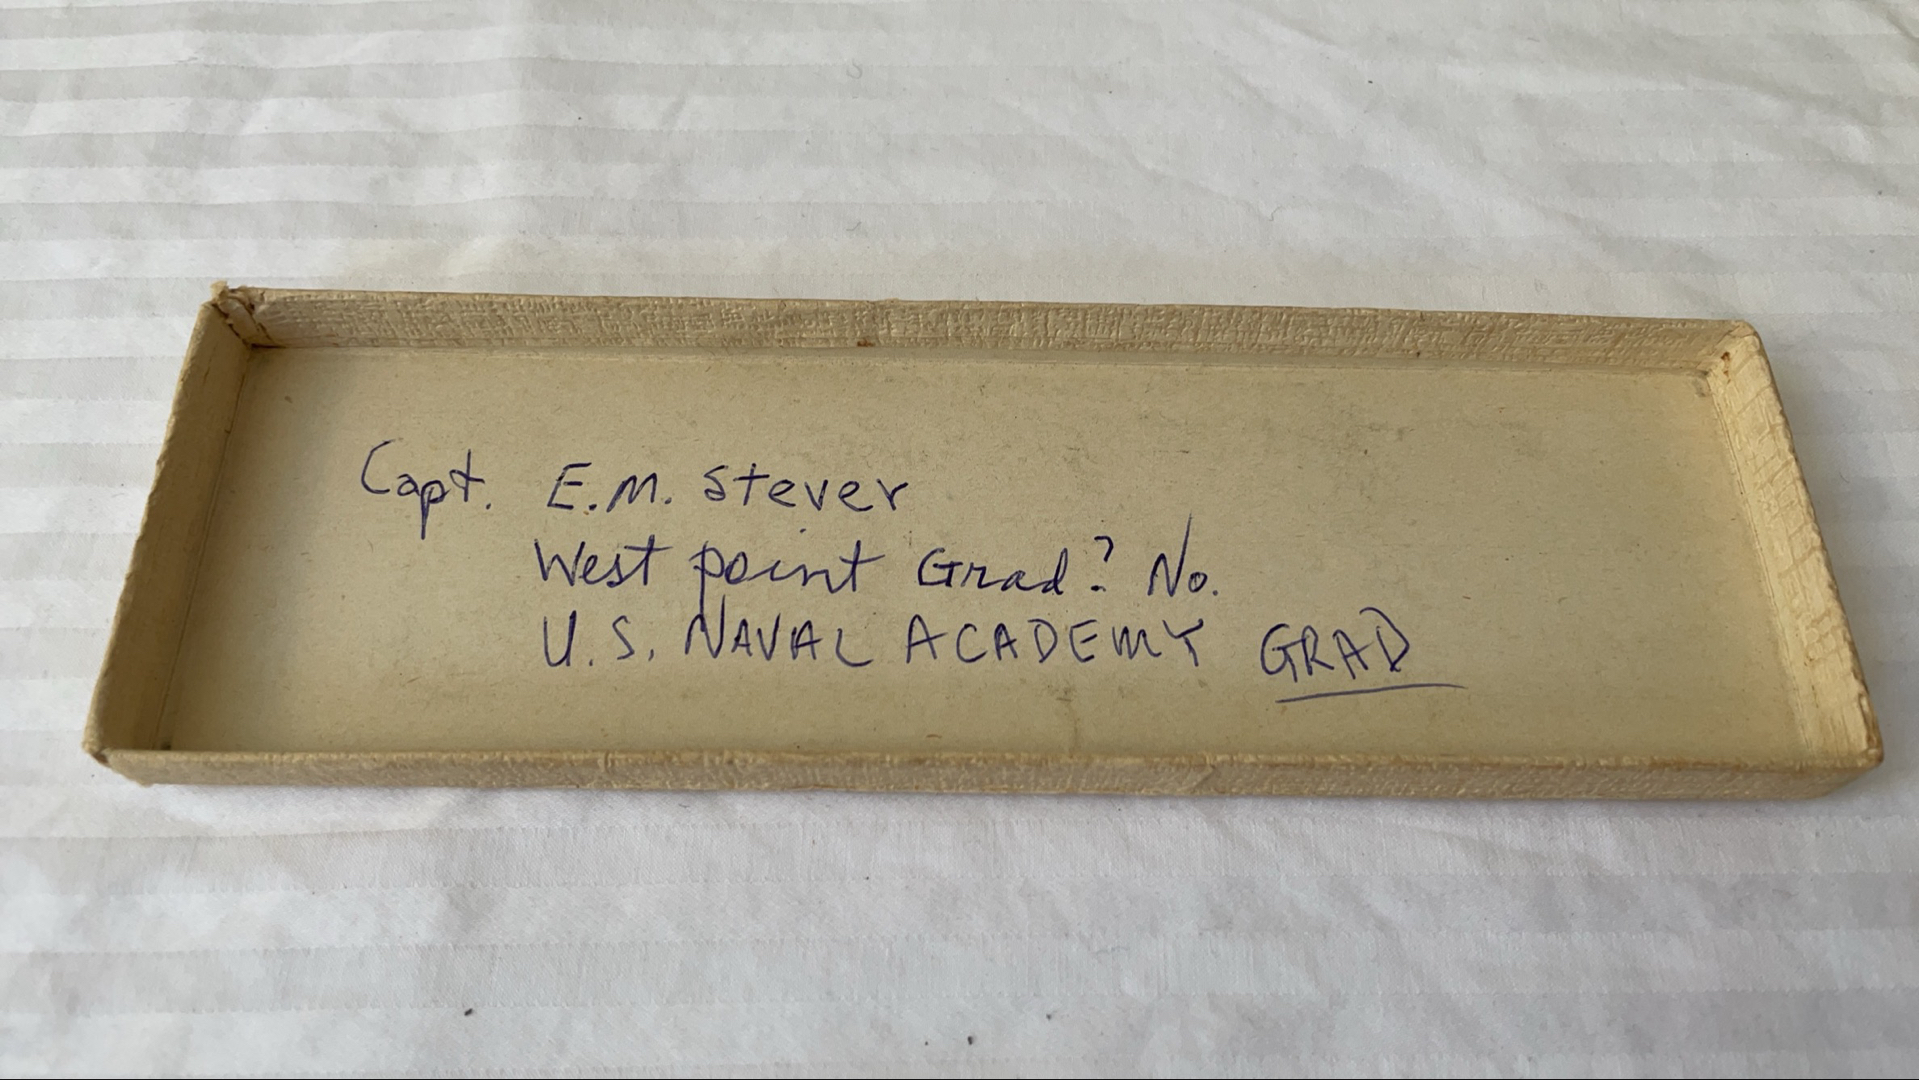 Capt. E.M. Stever
West point Grad? No.
U.S. NAVAL ACADEMY GRAD